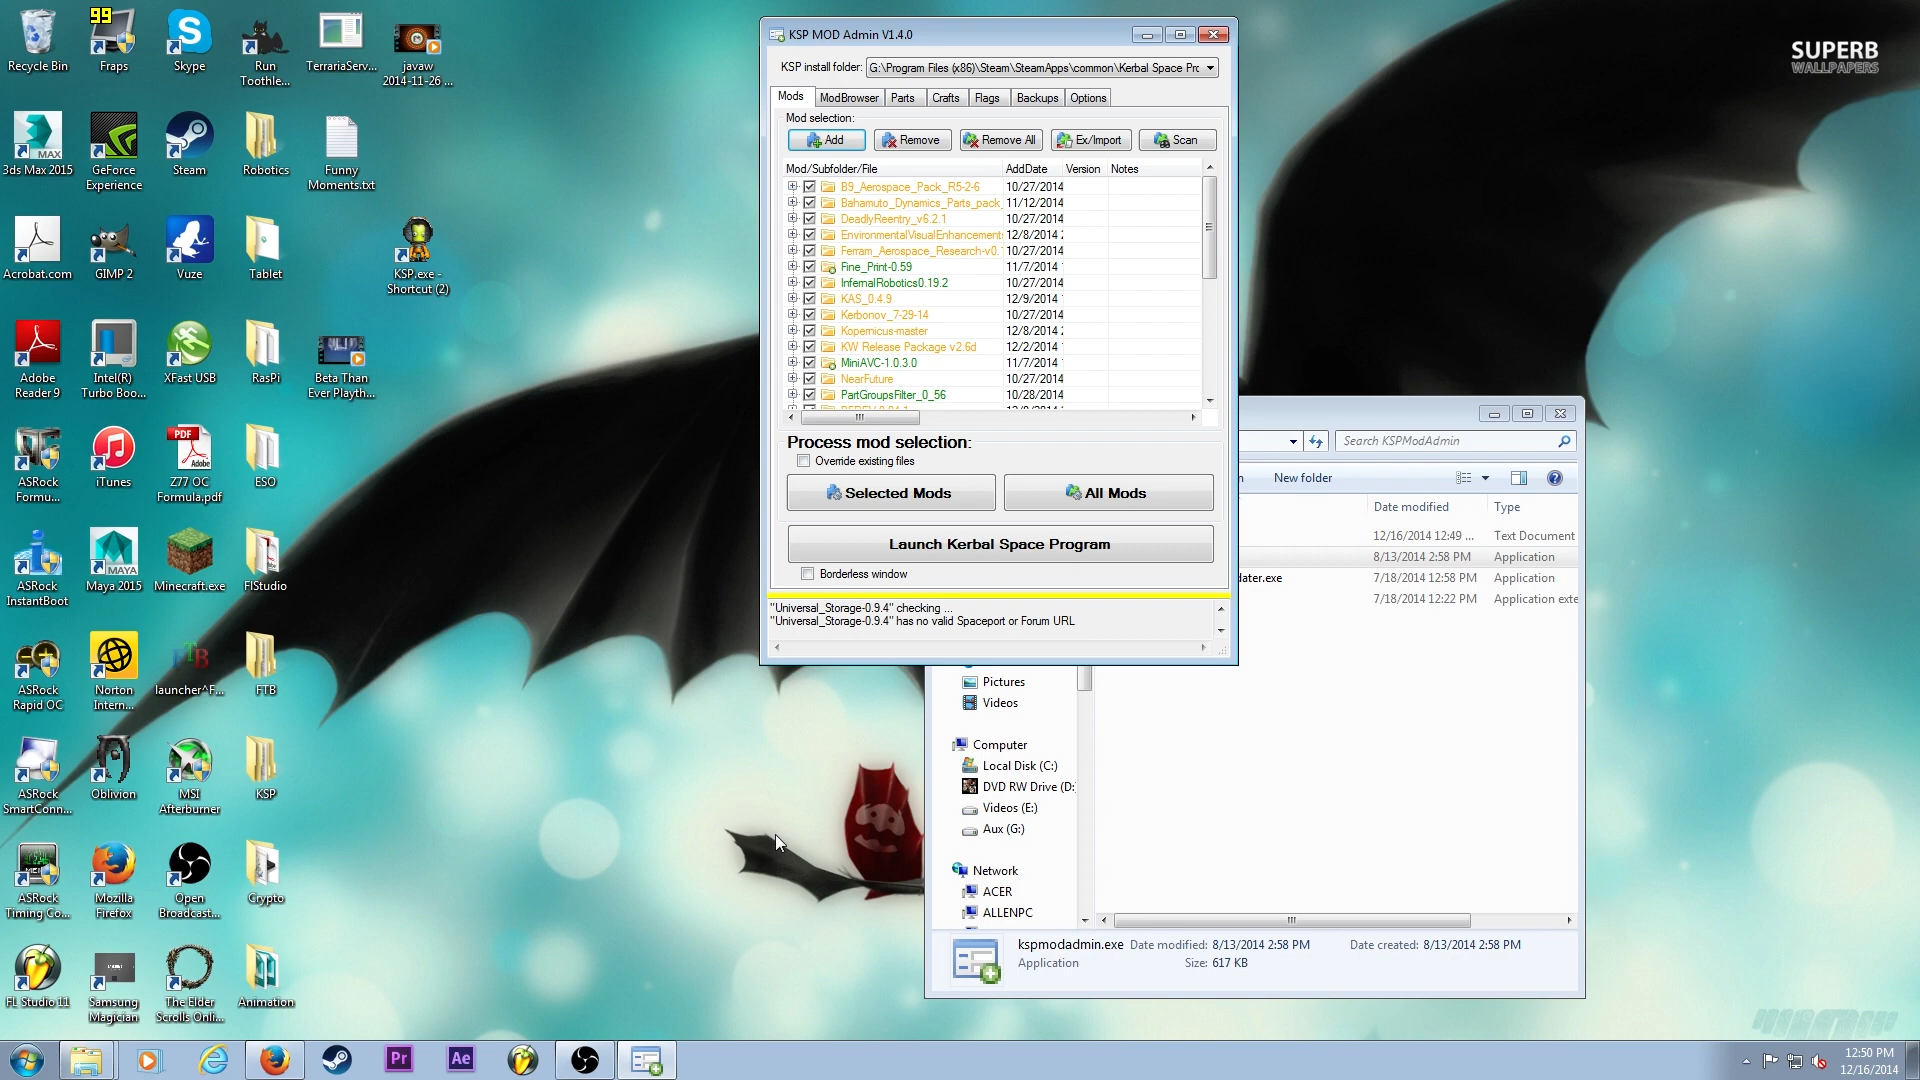 99
Recycle Bin
Fraps
Skype
Run
Toothle...
TerrariaServ...
javaw
2014-11-26 ...
3ds Max 2015
GeForce
Experience
Steam
Robotics
Funny
Moments.txt
Acrobat.com
GIMP 2
Vuze
Tablet
KSP.exe -
Shortcut (2)
Adobe
Reader 9
Intel(R)
Turbo Boo...
XFast USB
RasPi
Beta Than
Ever Playth...
ASRock
Formu...
iTunes
PDF
Adobe
Z77 OC
Formula.pdf
ESO
ASRock
InstantBoot
MAYA
Maya 2015
Minecraft.exe
FlStudio
ASRock
Rapid OC
Norton
Intern...
FTB
launcher^F...
FTB
ASRock
SmartConn...
Oblivion
MSI
Afterburner
KSP
ASRock
Timing Co...
Mozilla
Firefox
Open
Broadcast...
Crypto
FL Studio 11
Samsung
Magician
The Elder
Scrolls Onli...
Animation
MAX
SUPERB
WALLPAPERS
KSP MOD Admin V1.4.0
KSP install folder: G:\Program Files (x86)\Steam\SteamApps\common\Kerbal Space Prc
Mods ModBrowser Parts Crafts Flags Backups Options
Mod selection:
Add Remove Remove All Ex/Import Scan
Mod/Subfolder/File AddDate Version Notes
B9_Aerospace_Pack_R5-2-6 10/27/2014
Bahamuto_Dynamics_Parts_pack_ 11/12/2014
DeadlyReentry_v6.2.1 10/27/2014
EnvironmentalVisualEnhancements 12/8/2014
Ferram_Aerospace_Research-v0. 10/27/2014
Fine_Print-0.59 11/7/2014
InfernalRobotics0.19.2 10/27/2014
KAS_0.4.9 12/9/2014
Kerbonov_7-29-14 10/27/2014
Kopernicus-master 12/8/2014
KW Release Package v2.6d 12/2/2014
MiniAVC-1.0.3.0 11/7/2014
NearFuture 10/27/2014
PartGroupsFilter_0_56 10/28/2014
Process mod selection:
Override existing files
Selected Mods All Mods
Launch Kerbal Space Program
Borderless window
"Universal_Storage-0.9.4" checking ...
"Universal_Storage-0.9.4" has no valid Spaceport or Forum URL
Search KSPModAdmin
New folder
Date modified Type
12/16/2014 12:49 ... Text Document
8/13/2014 2:58 PM Application
dater.exe 7/18/2014 12:58 PM Application
7/18/2014 12:22 PM Application exte
Pictures
Videos
Computer
Local Disk (C:)
DVD RW Drive (D:
Videos (E:)
Aux (G:)
Network
ACER
ALLENPC
kspmodadmin.exe Date modified: 8/13/2014 2:58 PM Date created: 8/13/2014 2:58 PM
Application Size: 617 KB
Pr
Ae
12:50 PM
12/16/2014